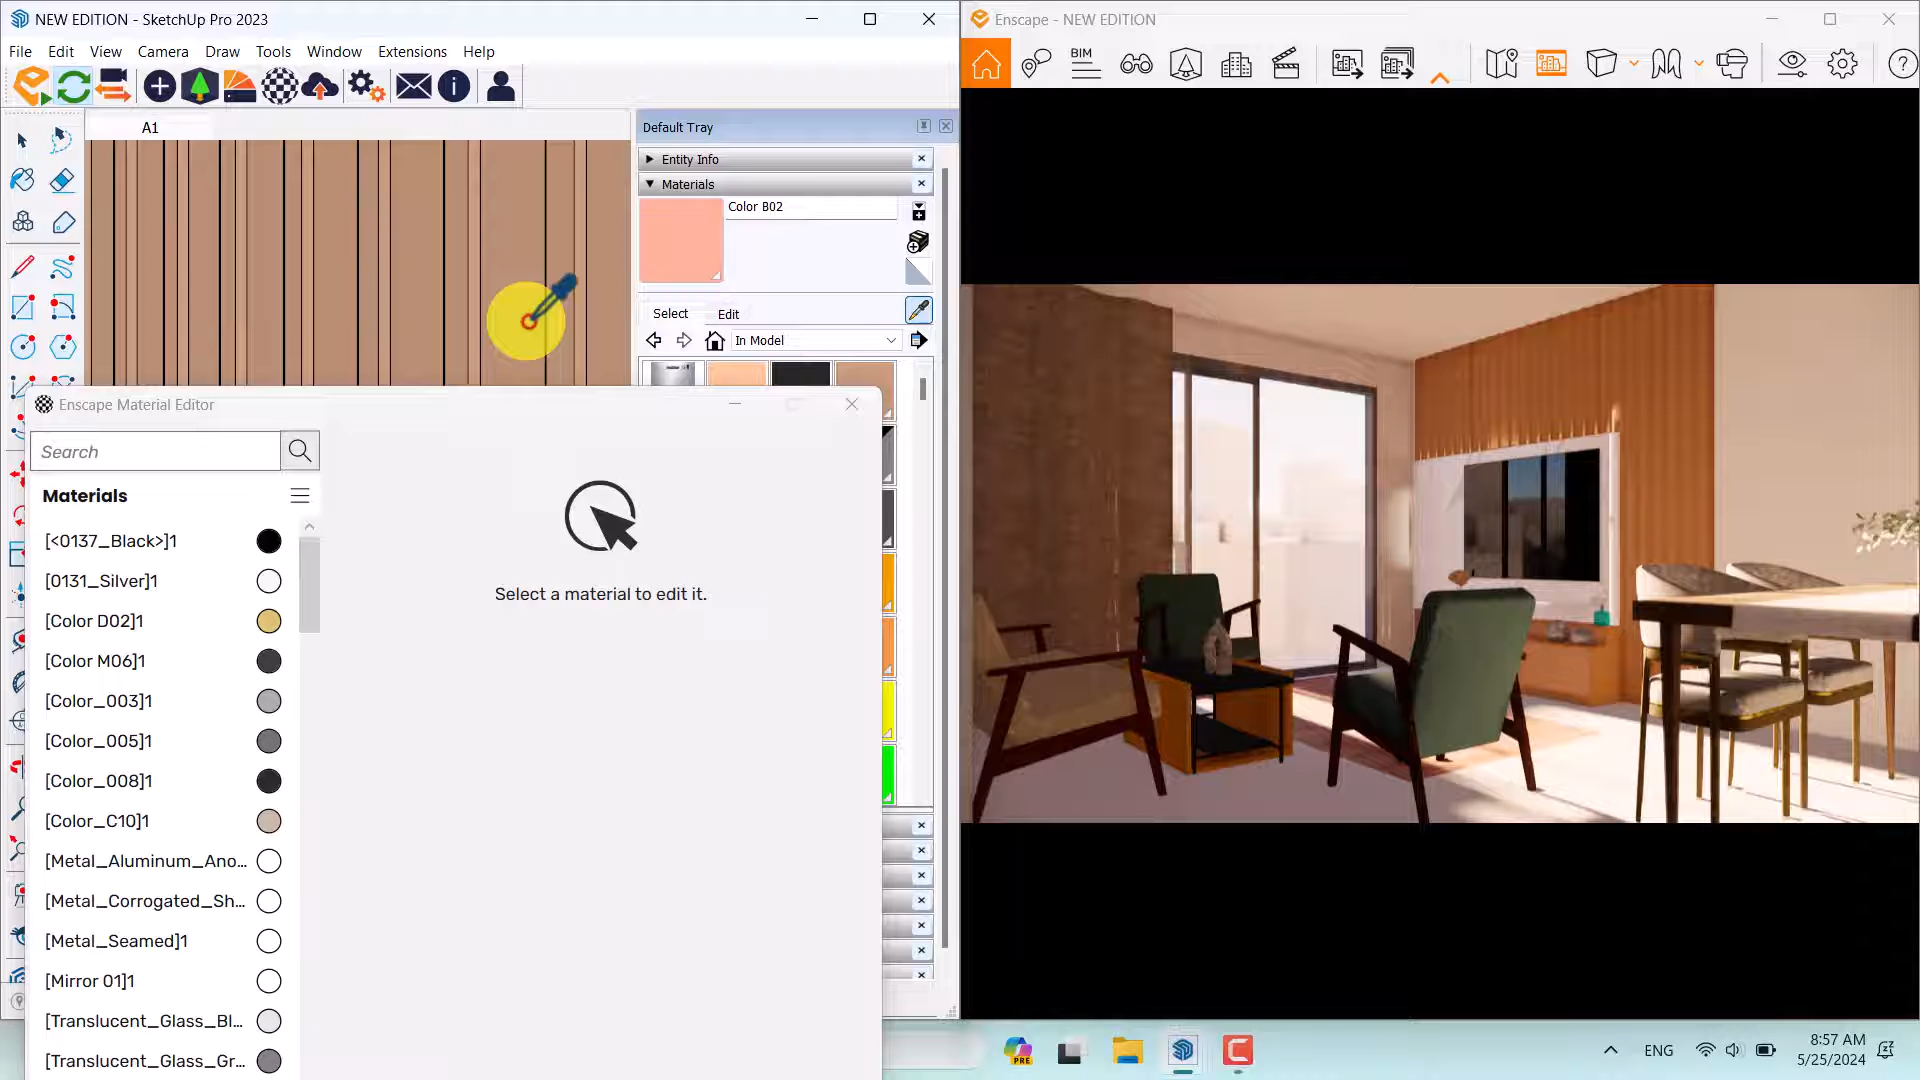 NEW EDITION - SketchUp Pro 2023
File Edit View Camera Draw Tools Window Extensions Help
A1
Default Tray
Entity Info
Materials
Color B02
Select Edit
In Model
Enscape Material Editor
Search
Materials
[<0137_Black>]1
[0131_Silver]1
[Color D02]1
[Color M06]1
[Color_003]1
[Color_005]1
[Color_008]1
[Color_C10]1
[Metal_Aluminum_Ano...
[Metal_Corrogated_Sh...
[Metal_Seamed]1
[Mirror 01]1
[Translucent_Glass_Bl...
[Translucent_Glass_Gr...
Select a material to edit it.
Enscape - NEW EDITION
BIM
PRE
ENG
8:57 AM
5/25/2024